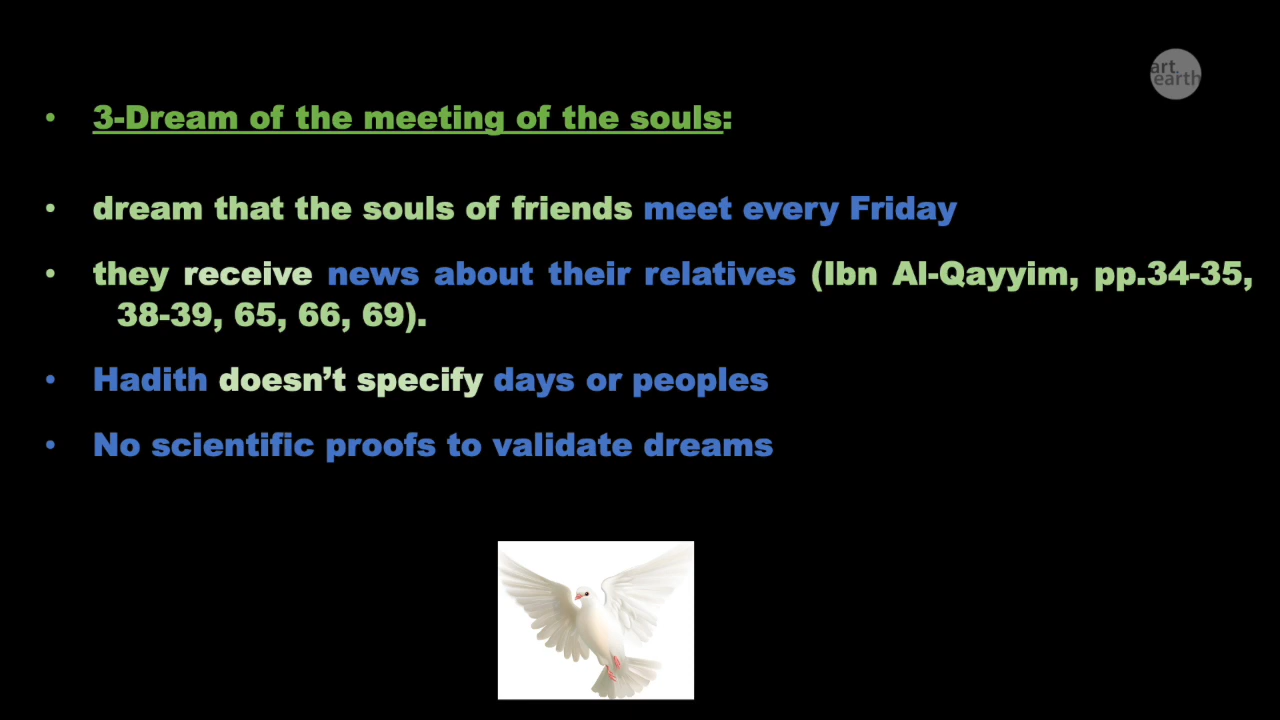 art
earth
• 3-Dream of the meeting of the souls:
• dream that the souls of friends meet every Friday
• they receive news about their relatives (Ibn Al-Qayyim, pp.34-35,
38-39, 65, 66, 69).
• Hadith doesn’t specify days or peoples
• No scientific proofs to validate dreams